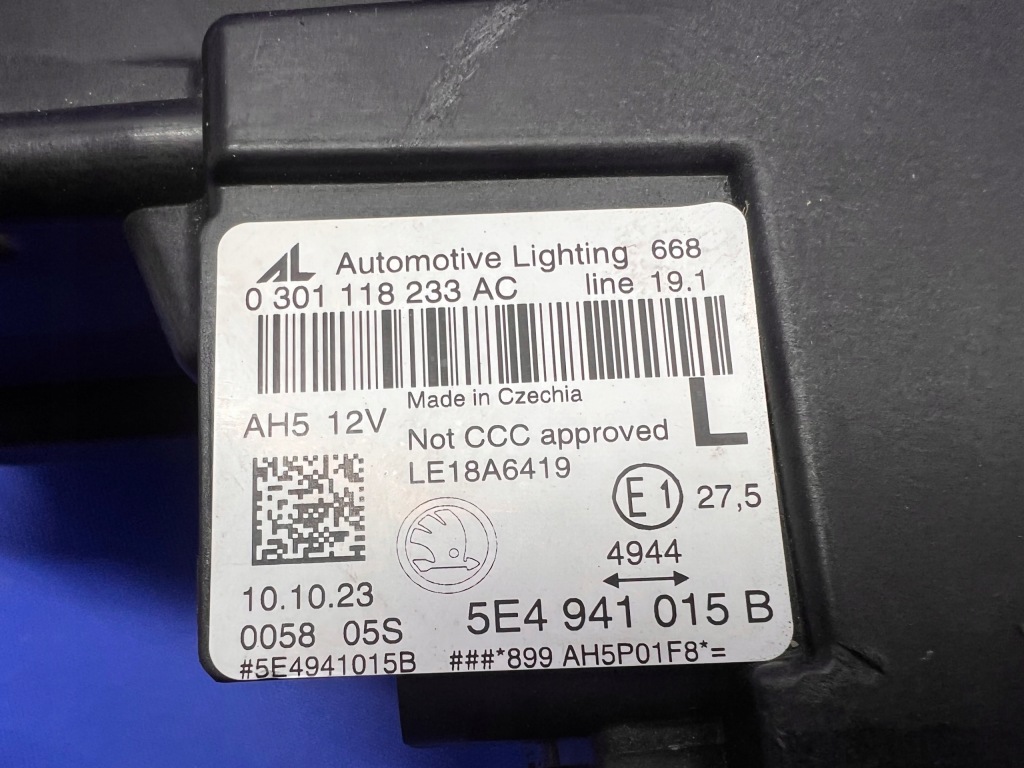 AL Automotive Lighting 668
0 301 118 233 AC line 19.1
Made in Czechia
AH5 12V
L
Not CCC approved
LE18A6419
E1 27,5
4944
10.10.23
5E4 941 015 B
0058 05S
#5E4941015B ###*899 AH5P01F8*=